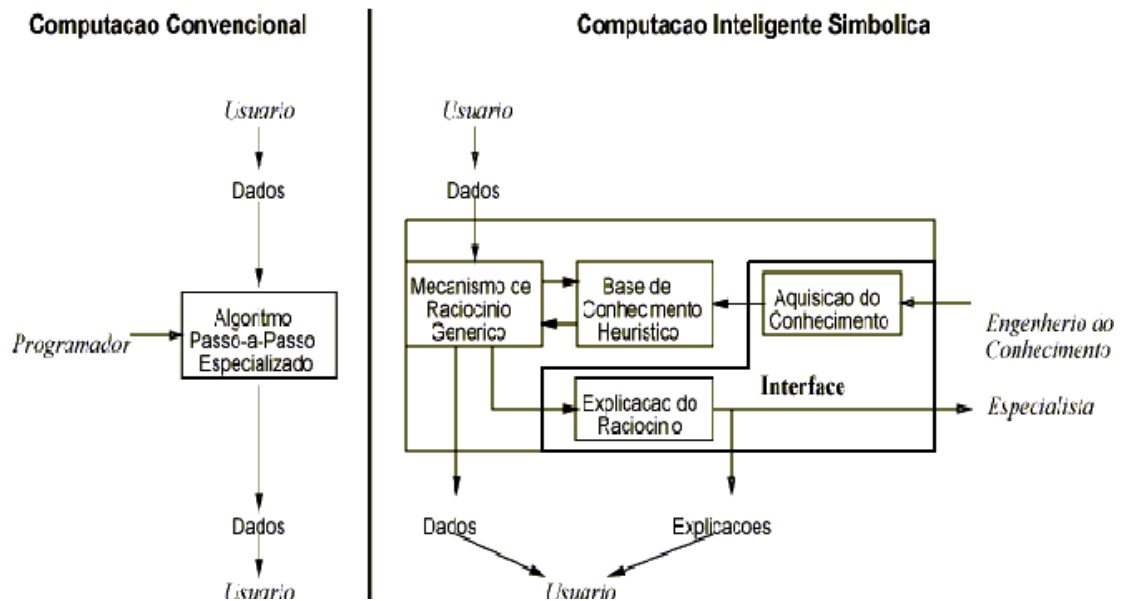 Computacao Convencional
Usuario
Dados
Programador
Algoritmo
Passo-a-Passo
Especializado
Dados
Usuario
Computacao Inteligente Simbolica
Usuario
Dados
Mecanismo de
Raciocinio
Generico
Base de
Conhecimento
Heuristico
Aquisicao do
Conhecimento
Engenherio do
Conhecimento
Explicacao do
Raciocinio
Interface
Especialista
Dados
Explicacoes
Usuario